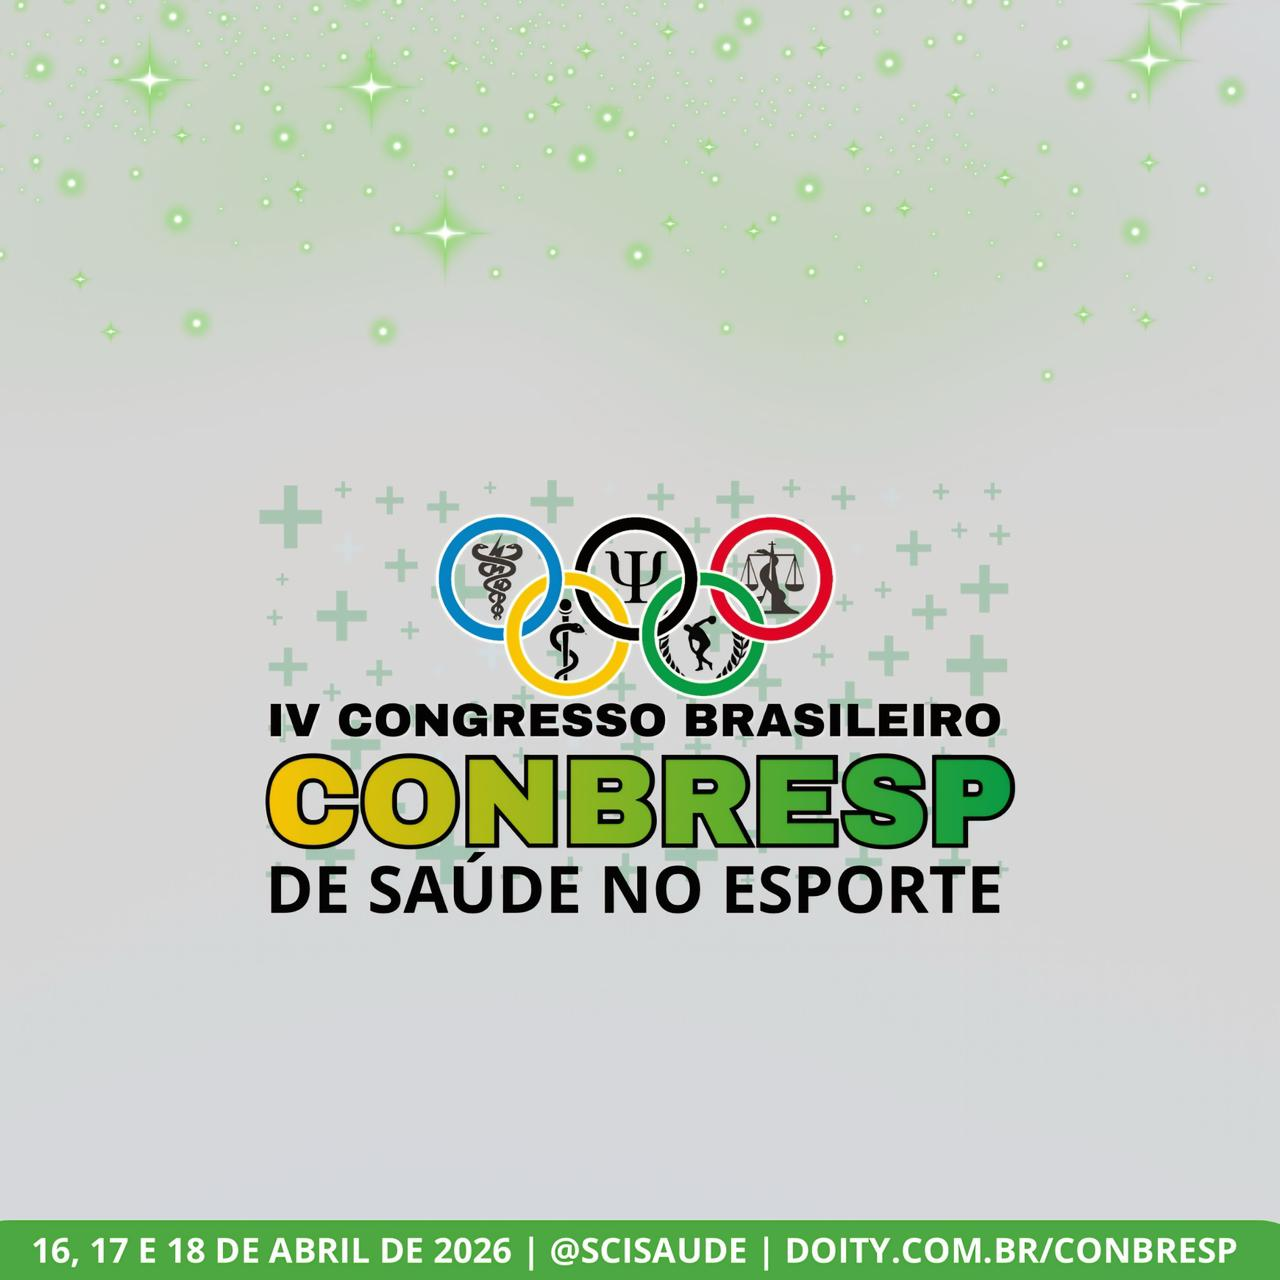 Ψ
IV CONGRESSO BRASILEIRO
CONBRESP
DE SAÚDE NO ESPORTE
16, 17 E 18 DE ABRIL DE 2026 | @SCISAUDE | DOITY.COM.BR/CONBRESP